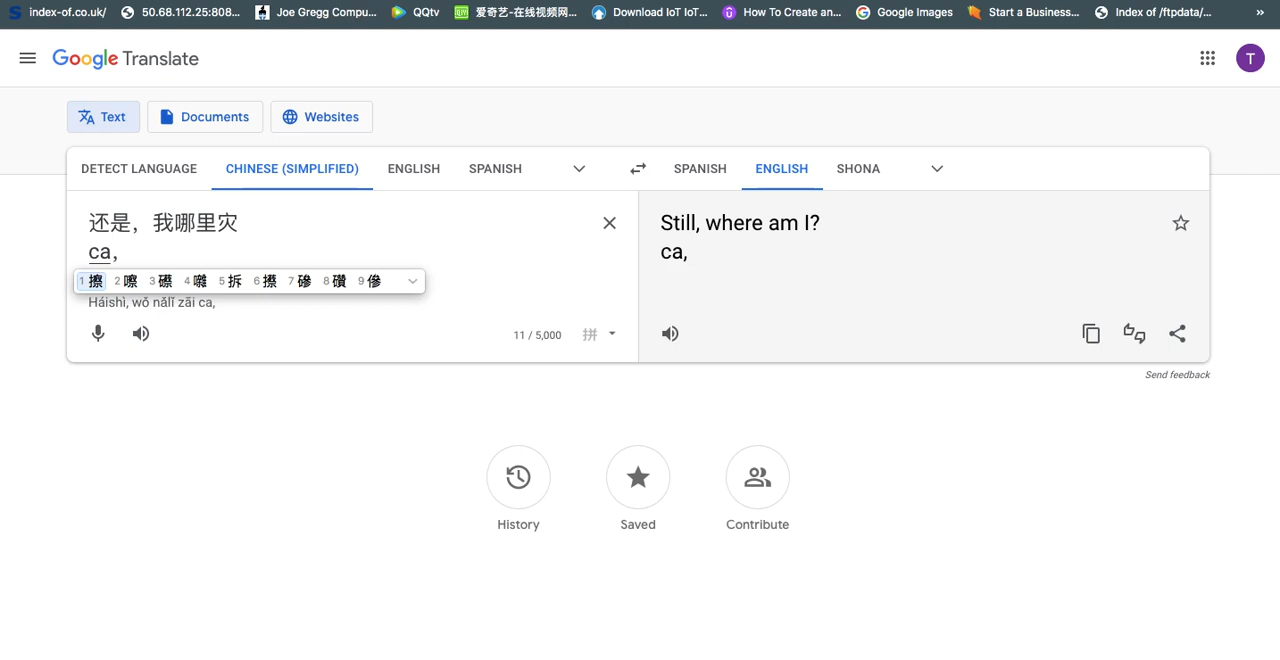 index-of.co.uk/ 50.68.112.25:808... Joe Gregg Compu... QQtv 爱奇艺-在线视频网... Download IoT IoT... How To Create an... Google Images Start a Business... Index of /ftpdata/... »
Google Translate T
Text Documents Websites
DETECT LANGUAGE CHINESE (SIMPLIFIED) ENGLISH SPANISH SPANISH ENGLISH SHONA
还是，我哪里灾
ca,
Still, where am I?
ca,
1 擦 2 嚓 3 礤 4 囃 5 拆 6 攃 7 磣 8 礸 9 傪
Háishì, wǒ nǎlǐ zāi ca,
11 / 5,000 拼
Send feedback
History Saved Contribute